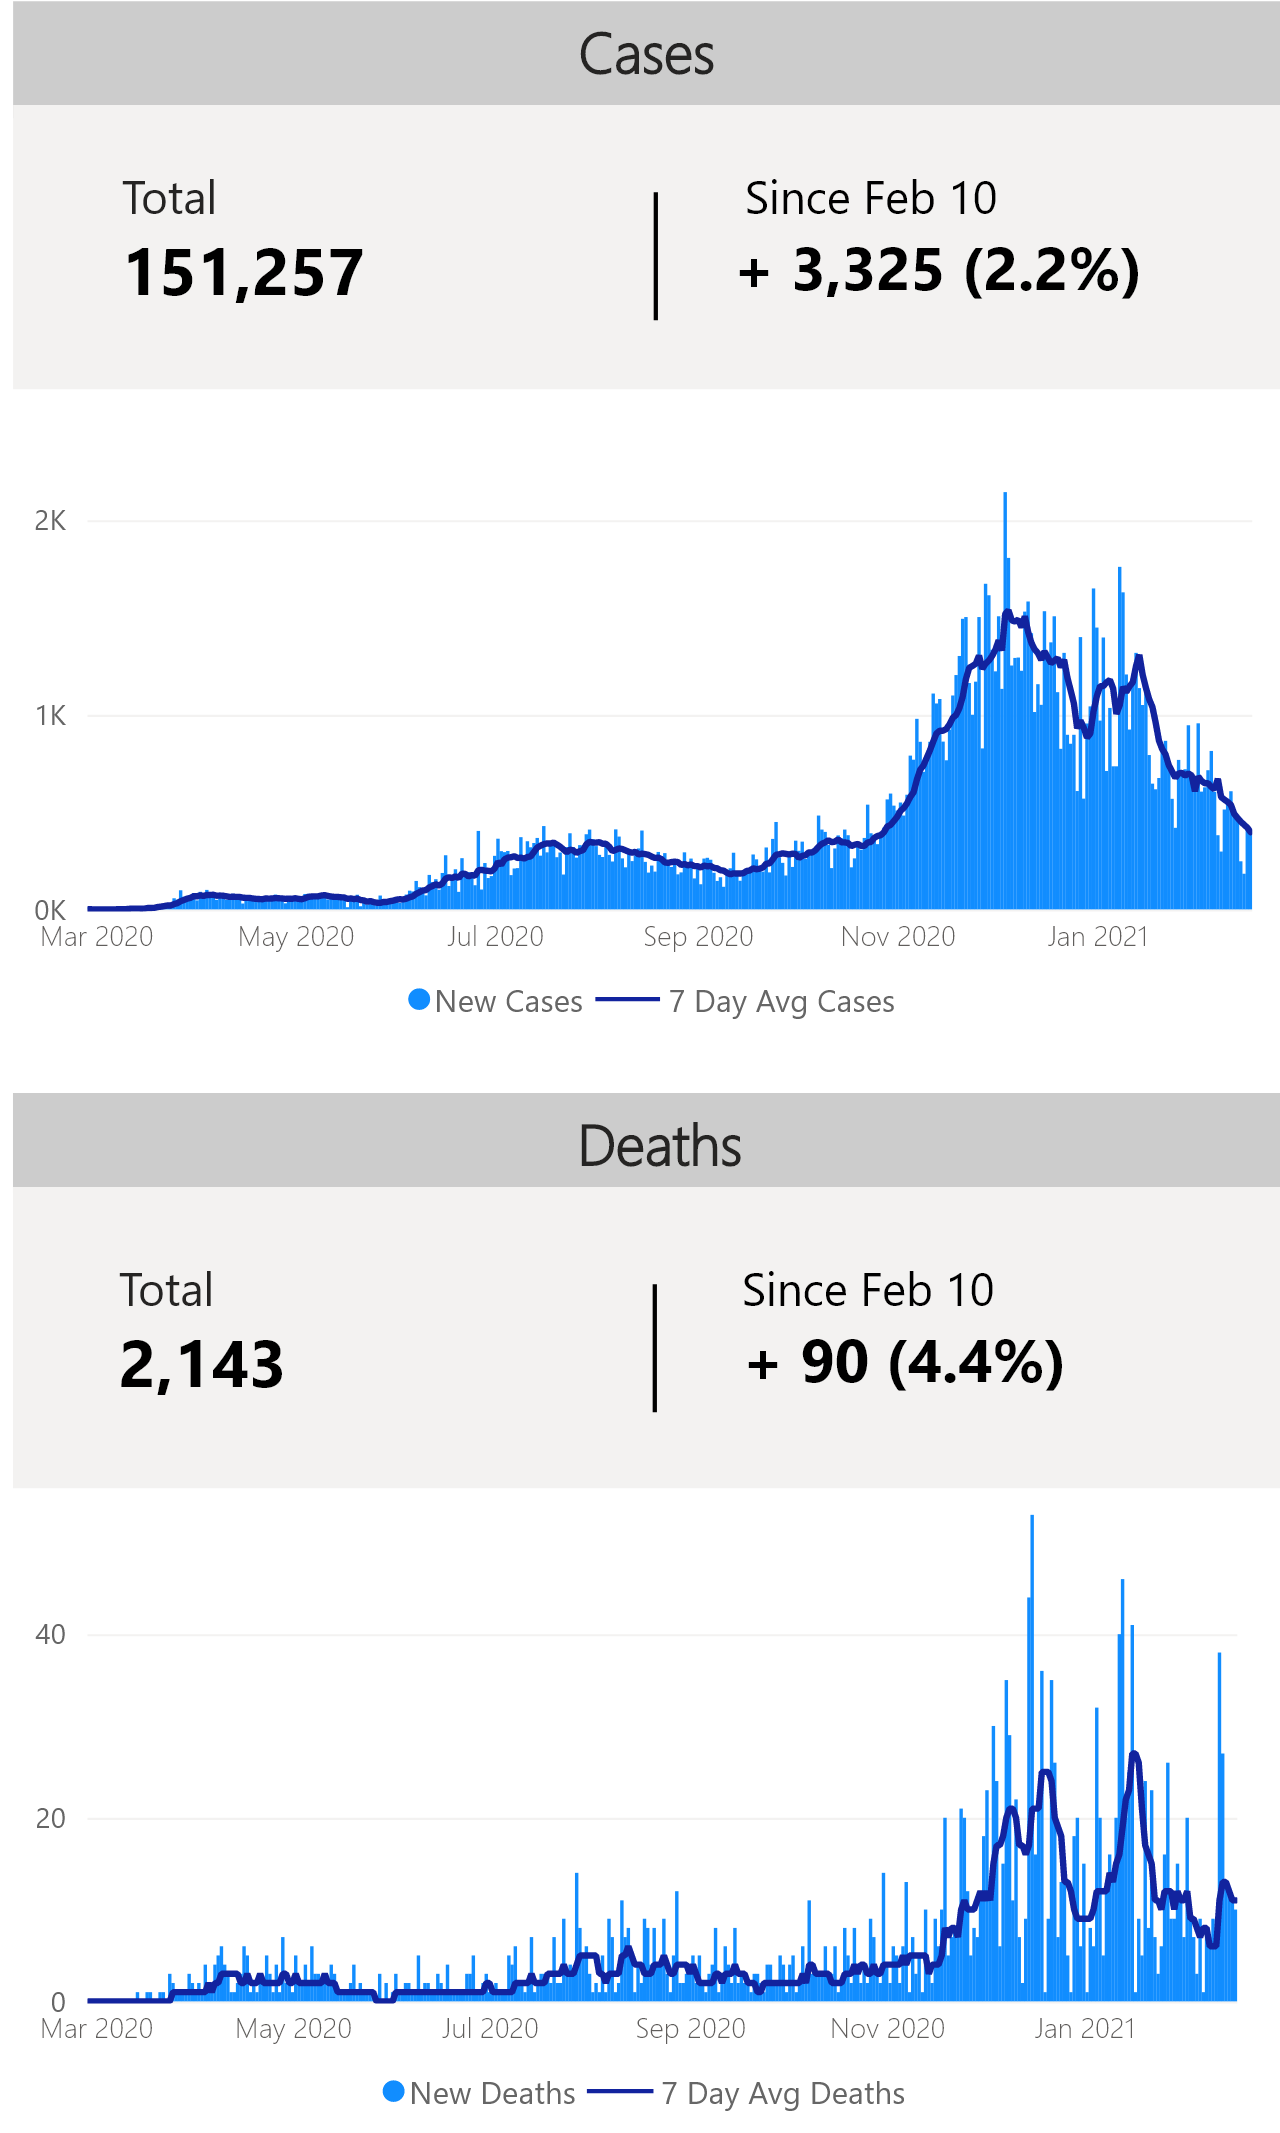 Cases
Total
Since Feb 10
151,257
+ 3,325 (2.2%)
2K
1K
0K
Mar 2020 May 2020 Jul 2020 Sep 2020 Nov 2020 Jan 2021
New Cases 7 Day Avg Cases
Deaths
Total
Since Feb 10
2,143
+ 90 (4.4%)
40
20
0
Mar 2020 May 2020 Jul 2020 Sep 2020 Nov 2020 Jan 2021
New Deaths 7 Day Avg Deaths